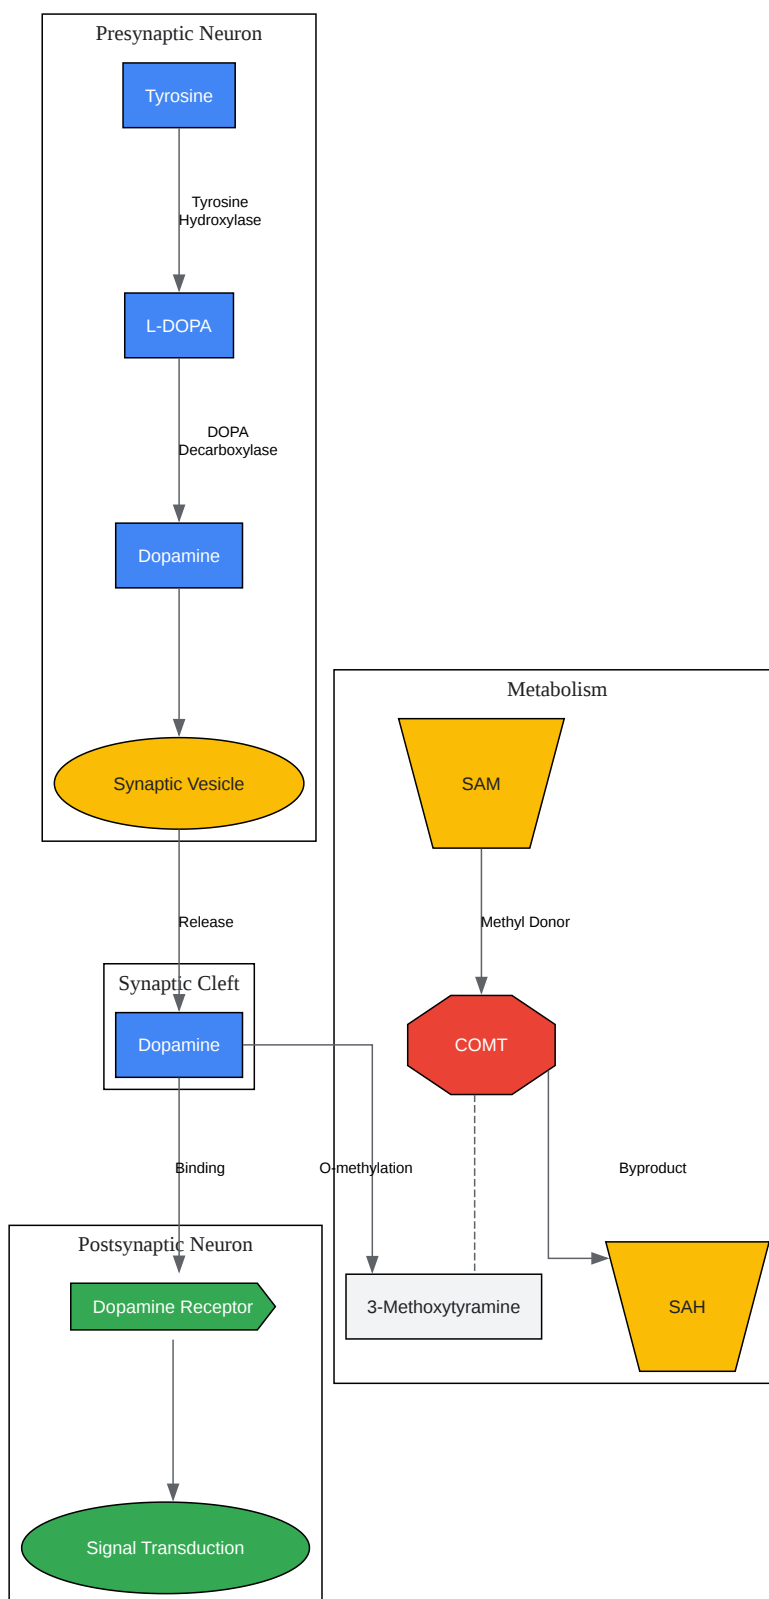 Presynaptic Neuron
Tyrosine
Tyrosine
Hydroxylase
L-DOPA
DOPA
Decarboxylase
Dopamine
Synaptic Vesicle
Release
Synaptic Cleft
Dopamine
Binding
O-methylation
Postsynaptic Neuron
Dopamine Receptor
Signal Transduction
Metabolism
SAM
Methyl Donor
COMT
Byproduct
3-Methoxytyramine
SAH